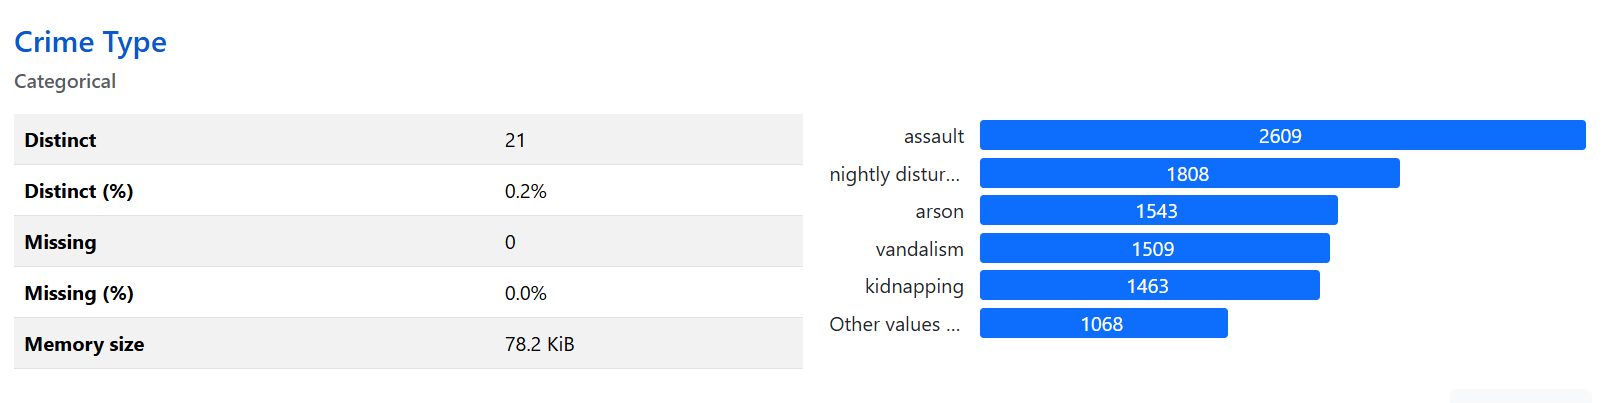 Crime Type
Categorical
Distinct 21
Distinct (%) 0.2%
Missing 0
Missing (%) 0.0%
Memory size 78.2 KiB
assault 2609
nightly distur... 1808
arson 1543
vandalism 1509
kidnapping 1463
Other values ... 1068